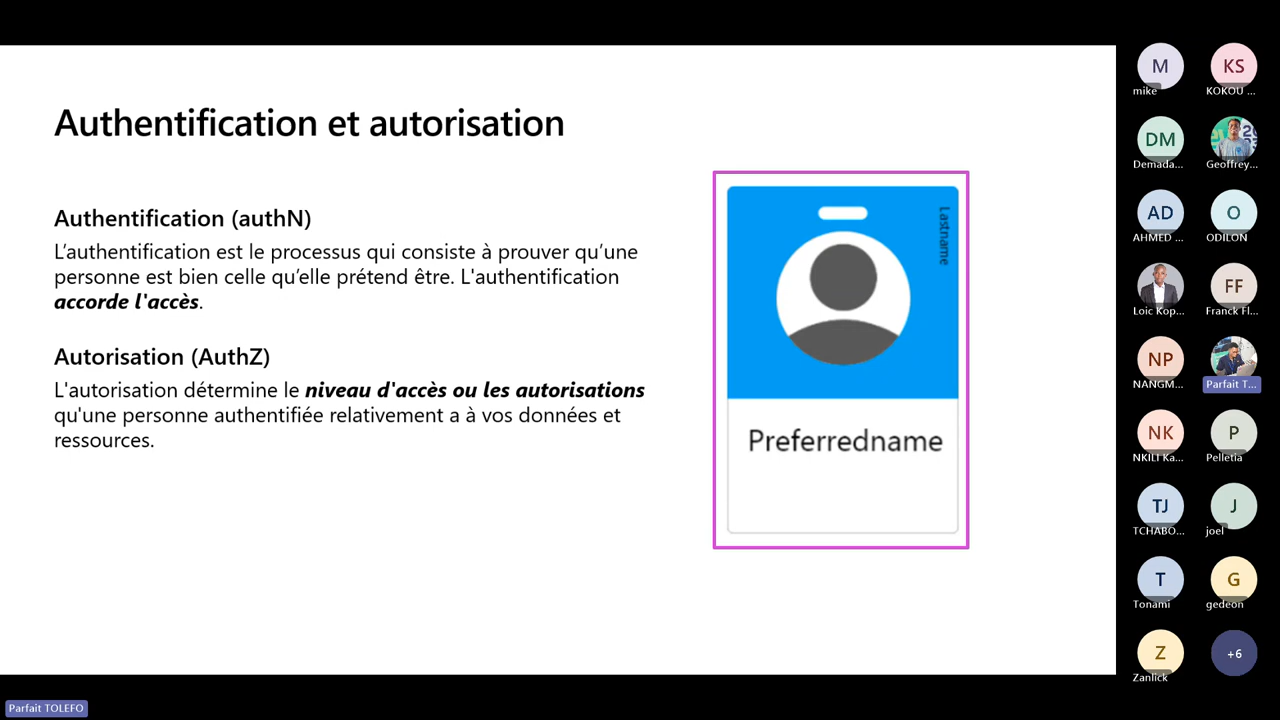 Authentification et autorisation
Authentification (authN)
L’authentification est le processus qui consiste à prouver qu’une
personne est bien celle qu’elle prétend être. L'authentification
accorde l'accès.
Autorisation (AuthZ)
L'autorisation détermine le niveau d'accès ou les autorisations
qu'une personne authentifiée relativement a à vos données et
ressources.
Lastname
Preferredname
M
mike
KS
KOKOU ...
DM
Demada...
Geoffrey...
AD
AHMED ...
O
ODILON
Loic Kop...
FF
Franck Fl...
NP
NANGM...
Parfait T...
NK
NKILI Ka...
P
Pelletia
TJ
TCHABO...
J
joel
T
Tonami
G
gedeon
Z
Zanlick
+6
Parfait TOLEFO